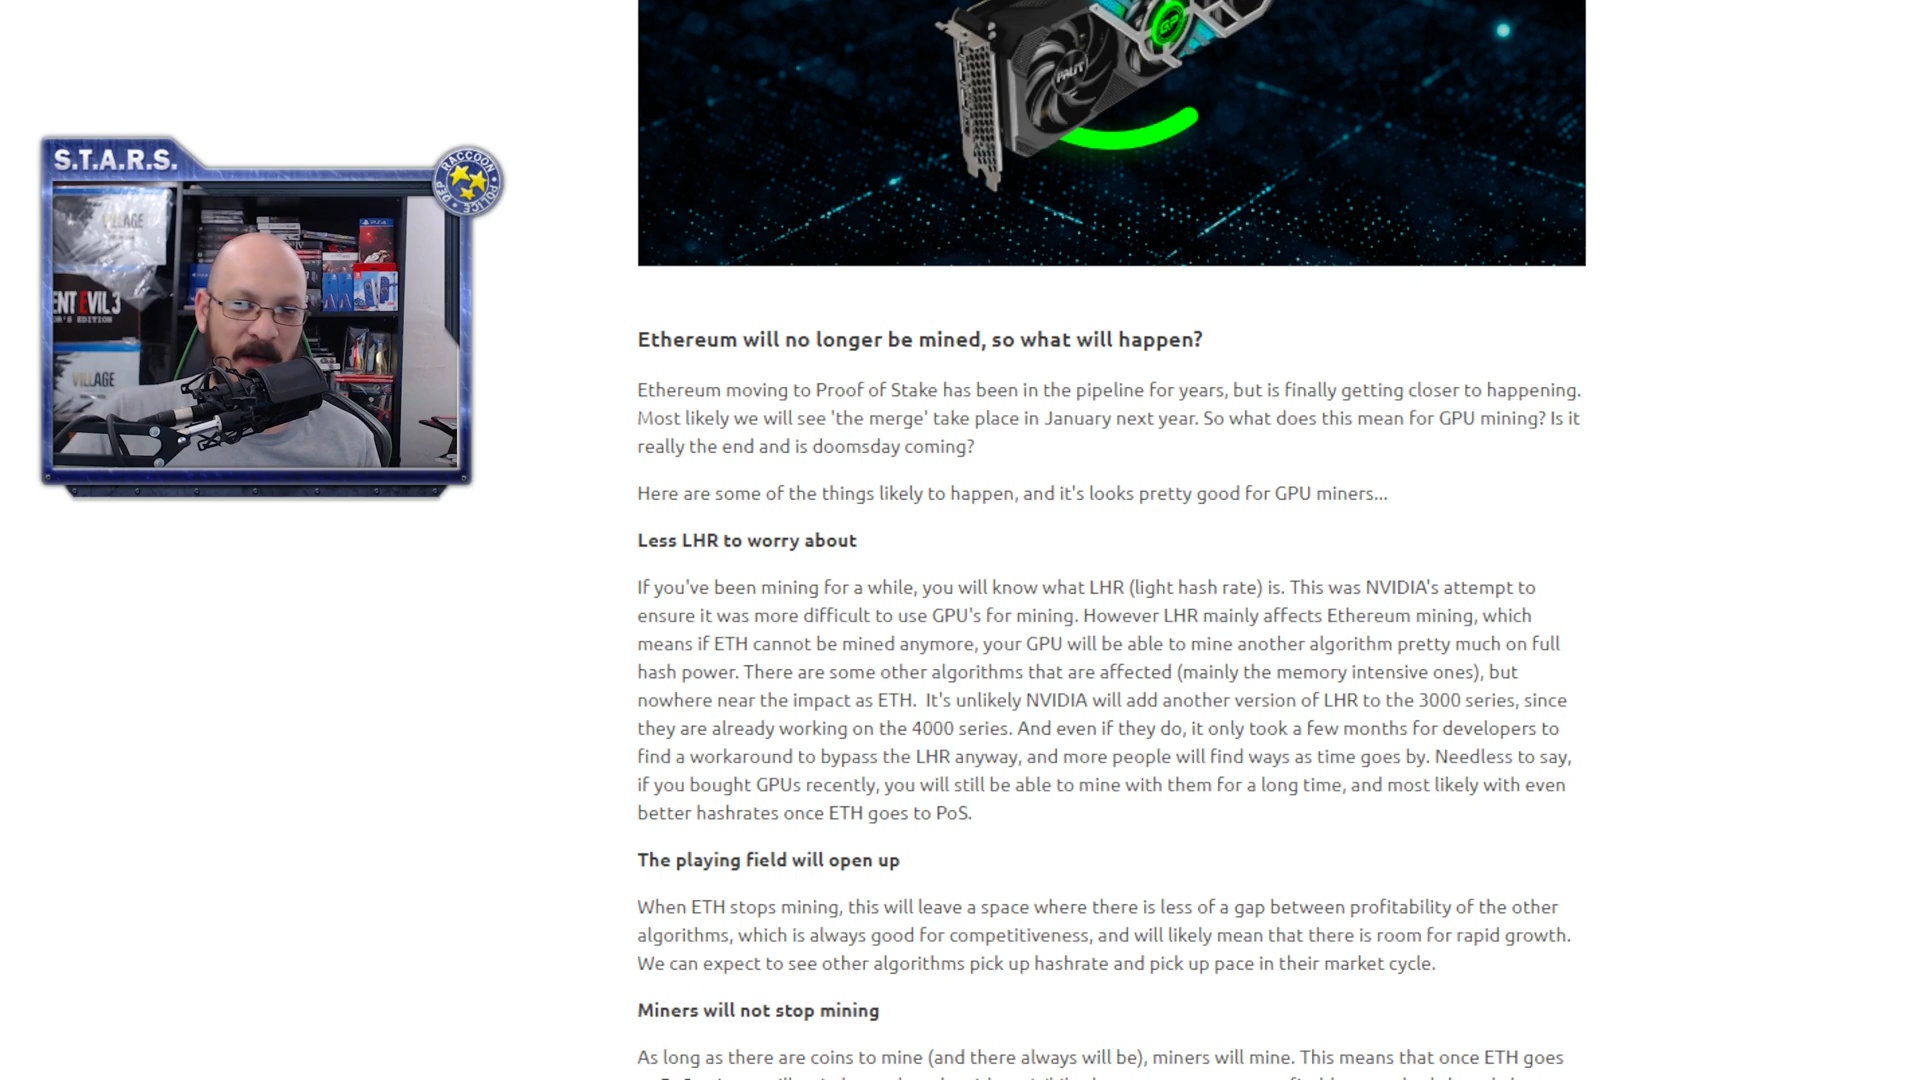 S.T.A.R.S.
RACCOON
POLICE
DEP
VILLAGE
ENT EVIL 3
R'S EDITION
VILLAGE
PALIT
GP
Ethereum will no longer be mined, so what will happen?
Ethereum moving to Proof of Stake has been in the pipeline for years, but is finally getting closer to happening.
Most likely we will see 'the merge' take place in January next year. So what does this mean for GPU mining? Is it
really the end and is doomsday coming?
Here are some of the things likely to happen, and it's looks pretty good for GPU miners...
Less LHR to worry about
If you've been mining for a while, you will know what LHR (light hash rate) is. This was NVIDIA's attempt to
ensure it was more difficult to use GPU's for mining. However LHR mainly affects Ethereum mining, which
means if ETH cannot be mined anymore, your GPU will be able to mine another algorithm pretty much on full
hash power. There are some other algorithms that are affected (mainly the memory intensive ones), but
nowhere near the impact as ETH.  It's unlikely NVIDIA will add another version of LHR to the 3000 series, since
they are already working on the 4000 series. And even if they do, it only took a few months for developers to
find a workaround to bypass the LHR anyway, and more people will find ways as time goes by. Needless to say,
if you bought GPUs recently, you will still be able to mine with them for a long time, and most likely with even
better hashrates once ETH goes to PoS.
The playing field will open up
When ETH stops mining, this will leave a space where there is less of a gap between profitability of the other
algorithms, which is always good for competitiveness, and will likely mean that there is room for rapid growth.
We can expect to see other algorithms pick up hashrate and pick up pace in their market cycle.
Miners will not stop mining
As long as there are coins to mine (and there always will be), miners will mine. This means that once ETH goes